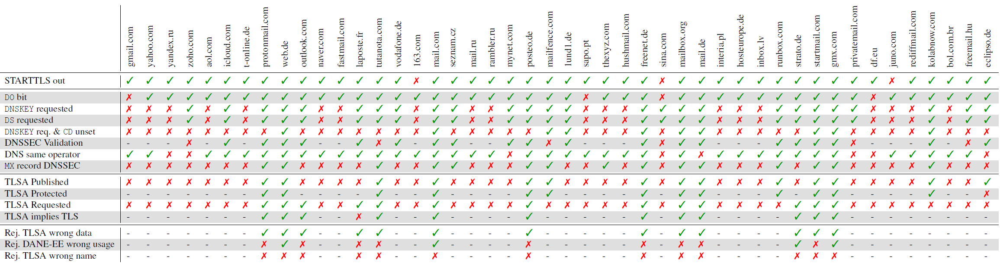 gmail.com yahoo.com yandex.ru zoho.com aol.com icloud.com t-online.de protonmail.com web.de outlook.com naver.com fastmail.com laposte.fr tutanota.com vodafone.de 163.com mail.com seznam.cz mail.ru rambler.ru mynet.com posteo.de mailfence.com 1und1.de sapo.pt thexyz.com hushmail.com freenet.de sina.com mailbox.org mail.de interia.pl hosteurope.de inbox.lv runbox.com strato.de startmail.com gmx.com privatemail.com df.eu juno.com rediffmail.com kolabnow.com bol.com.br freemail.hu eclipso.de
STARTTLS out ✓ ✓ ✓ ✓ ✓ ✓ ✓ ✓ ✓ ✓ ✓ ✓ ✓ ✓ ✓ ✗ ✓ ✓ ✓ ✓ ✓ ✓ ✓ ✓ ✓ ✓ ✓ ✓ ✗ ✓ ✓ ✓ ✓ ✓ ✓ ✓ ✓ ✓ ✓ ✓ ✗ ✓ ✓ ✓ ✓ ✓
DO bit ✗ ✓ ✓ ✓ ✓ ✓ ✓ ✓ ✓ ✓ ✓ ✓ ✓ ✓ ✓ ✓ ✓ ✓ ✓ ✓ ✓ ✓ ✓ ✓ ✗ ✓ ✓ ✓ ✗ ✓ ✓ ✓ ✓ ✓ ✓ ✓ ✓ ✓ ✓ ✗ ✓ ✓ ✓ ✓ ✓ ✓
DNSKEY requested ✗ ✗ ✗ ✓ ✗ ✓ ✗ ✓ ✓ ✓ ✗ ✗ ✓ ✓ ✓ ✗ ✓ ✓ ✗ ✗ ✓ ✓ ✓ ✓ ✗ ✗ ✗ ✓ ✓ ✓ ✓ ✗ ✗ ✗ ✓ ✓ ✓ ✓ ✓ ✗ ✗ ✗ ✓ ✗ ✓ ✓
DS requested ✗ ✗ ✗ ✓ ✗ ✓ ✗ ✓ ✓ ✓ ✗ ✗ ✓ ✓ ✓ ✗ ✓ ✓ ✗ ✗ ✓ ✓ ✓ ✓ ✗ ✗ ✗ ✓ ✓ ✓ ✓ ✗ ✗ ✗ ✓ ✓ ✓ ✓ ✓ ✗ ✗ ✗ ✓ ✗ ✓ ✓
DNSKEY req. & CD unset ✗ ✗ ✗ ✗ ✗ ✗ ✗ ✗ ✓ ✗ ✗ ✗ ✗ ✗ ✗ ✗ ✓ ✗ ✗ ✗ ✗ ✗ ✓ ✓ ✗ ✗ ✗ ✓ ✗ ✓ ✓ ✗ ✗ ✗ ✗ ✗ ✓ ✓ ✗ ✗ ✗ ✗ ✓ ✗ ✗ ✗
DNSSEC Validation - - - ✗ - ✓ - ✓ ✓ ✓ - - ✓ ✗ ✓ - ✓ ✓ - - ✓ ✓ ✗ ✓ - - - ✓ ✗ ✓ ✓ - - - ✓ ✓ ✓ ✓ ✗ - - - ✓ - ✗ ✓
DNS same operator ✓ ✓ ✗ ✗ ✓ ✓ ✓ ✓ ✓ ✓ ✓ ✓ ✓ ✓ ✓ ✓ ✓ ✓ ✓ ✓ ✗ ✓ ✓ ✓ ✓ ✓ ✓ ✓ ✗ ✓ ✗ ✓ ✓ ✓ ✓ ✓ ✓ ✓ ✗ ✗ ✓ ✓ ✓ ✓ ✓ ✗
MX record DNSSEC ✗ ✗ ✗ ✗ ✗ ✗ ✗ ✓ ✓ ✗ ✗ ✗ ✗ ✓ ✗ ✗ ✓ ✓ ✗ ✗ ✗ ✓ ✓ ✗ ✗ ✓ ✗ ✓ ✗ ✓ ✓ ✗ ✗ ✗ ✓ ✗ ✓ ✓ ✗ ✗ ✗ ✗ ✓ ✗ ✗ ✗
TLSA Published ✗ ✗ ✗ ✗ ✗ ✗ ✗ ✓ ✓ ✗ ✗ ✗ ✗ ✓ ✗ ✗ ✓ ✗ ✗ ✗ ✗ ✓ ✓ ✗ ✗ ✗ ✗ ✓ ✗ ✓ ✓ ✗ ✗ ✗ ✓ ✗ ✓ ✓ ✗ ✗ ✗ ✗ ✓ ✗ ✗ ✓
TLSA Protected - - - - - - - ✓ ✓ - - - - ✓ - - ✓ - - - - ✓ ✓ - - - - ✓ - ✓ ✓ - - - ✓ - ✓ ✓ - - - - ✓ - - ✗
TLSA Requested ✗ ✗ ✗ ✗ ✗ ✗ ✗ ✓ ✓ ✓ ✗ ✗ ✓ ✓ ✗ ✗ ✓ ✗ ✗ ✗ ✗ ✓ ✗ ✗ ✗ ✗ ✗ ✓ ✗ ✓ ✓ ✗ ✗ ✗ ✗ ✓ ✓ ✓ ✗ ✗ ✗ ✗ ✗ ✗ ✗ ✗
TLSA implies TLS - - - - - - - ✓ ✓ ✓ - - ✗ ✓ - - ✓ - - - - ✓ - - - - - ✓ - ✓ ✓ - - - - ✓ ✓ ✓ - - - - - - - -
Rej. TLSA wrong data - - - - - - - ✓ ✓ ✓ - - ✓ ✓ - - ✓ - - - - ✓ - - - - - ✓ - ✓ ✓ - - - - ✓ ✓ ✓ - - - - - - - -
Rej. DANE-EE wrong usage - - - - - - - ✗ ✓ ✗ - - ✗ ✗ - - ✓ - - - - ✗ - - - - - ✗ - ✗ ✗ - - - - ✓ ✗ ✓ - - - - - - - -
Rej. TLSA wrong name - - - - - - - ✗ ✗ ✗ - - ✗ ✗ - - ✗ - - - - ✗ - - - - - ✗ - ✗ ✗ - - - - ✗ ✗ ✗ - - - - - - - -